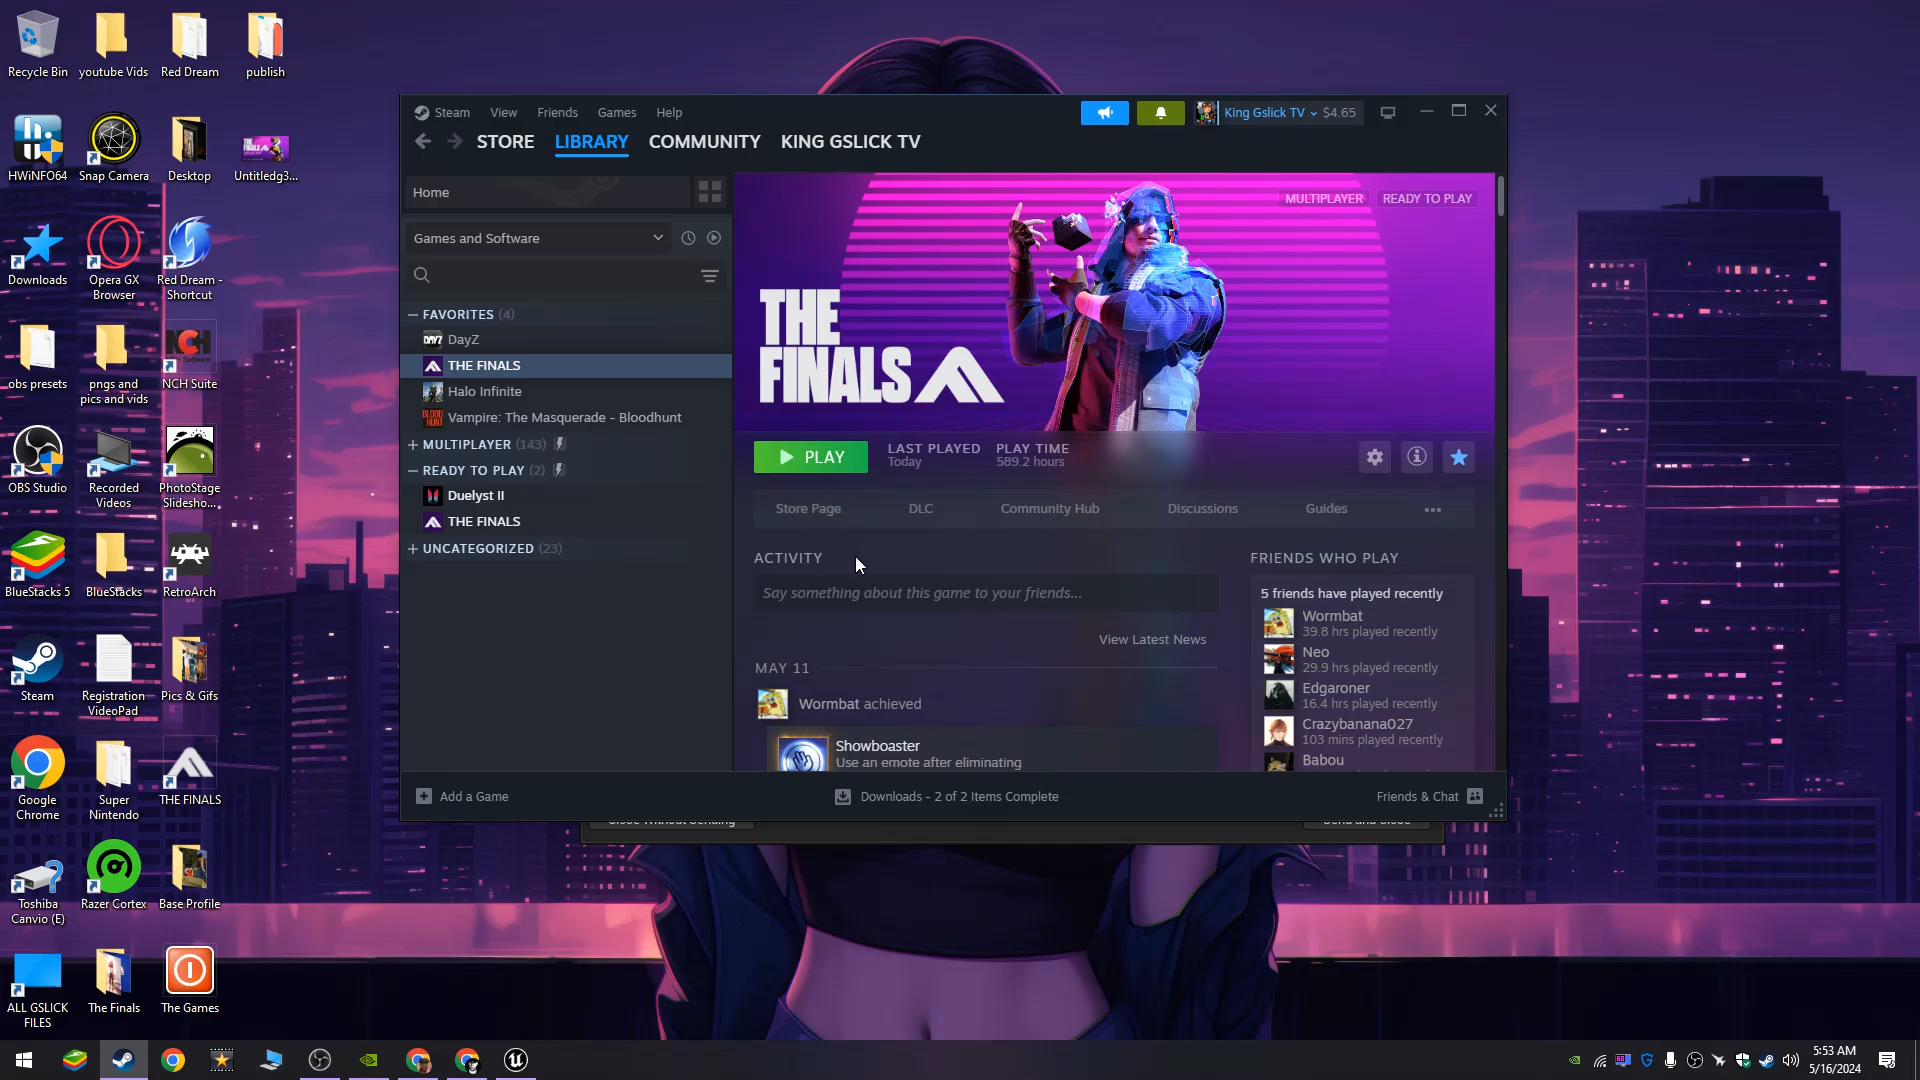 Recycle Bin
youtube Vids
Red Dream
publish
HWiNFO64
Snap Camera
Desktop
Untitledg3...
Downloads
Opera GX
Browser
Red Dream -
Shortcut
obs presets
pngs and
pics and vids
NCH Suite
OBS Studio
Recorded
Videos
PhotoStage
Slidesho...
BlueStacks 5
BlueStacks
RetroArch
Steam
Registration
VideoPad
Pics & Gifs
Google
Chrome
Super
Nintendo
THE FINALS
Toshiba
Canvio (E)
Razer Cortex
Base Profile
ALL GSLICK
FILES
The Finals
The Games
Steam View Friends Games Help
King Gslick TV $4.65
STORE LIBRARY COMMUNITY KING GSLICK TV
Home
Games and Software
FAVORITES (4)
DayZ
THE FINALS
Halo Infinite
Vampire: The Masquerade - Bloodhunt
MULTIPLAYER (143)
READY TO PLAY (2)
Duelyst II
THE FINALS
UNCATEGORIZED (23)
MULTIPLAYER READY TO PLAY
THE
FINALS
PLAY
LAST PLAYED
Today
PLAY TIME
589.2 hours
Store Page DLC Community Hub Discussions Guides
ACTIVITY
Say something about this game to your friends...
View Latest News
MAY 11
Wormbat achieved
Showboaster
Use an emote after eliminating
FRIENDS WHO PLAY
5 friends have played recently
Wormbat
39.8 hrs played recently
Neo
29.9 hrs played recently
Edgaroner
16.4 hrs played recently
Crazybanana027
103 mins played recently
Babou
Add a Game
Downloads - 2 of 2 Items Complete
Friends & Chat
Close Without Sending
Send and Close
5:53 AM
5/16/2024